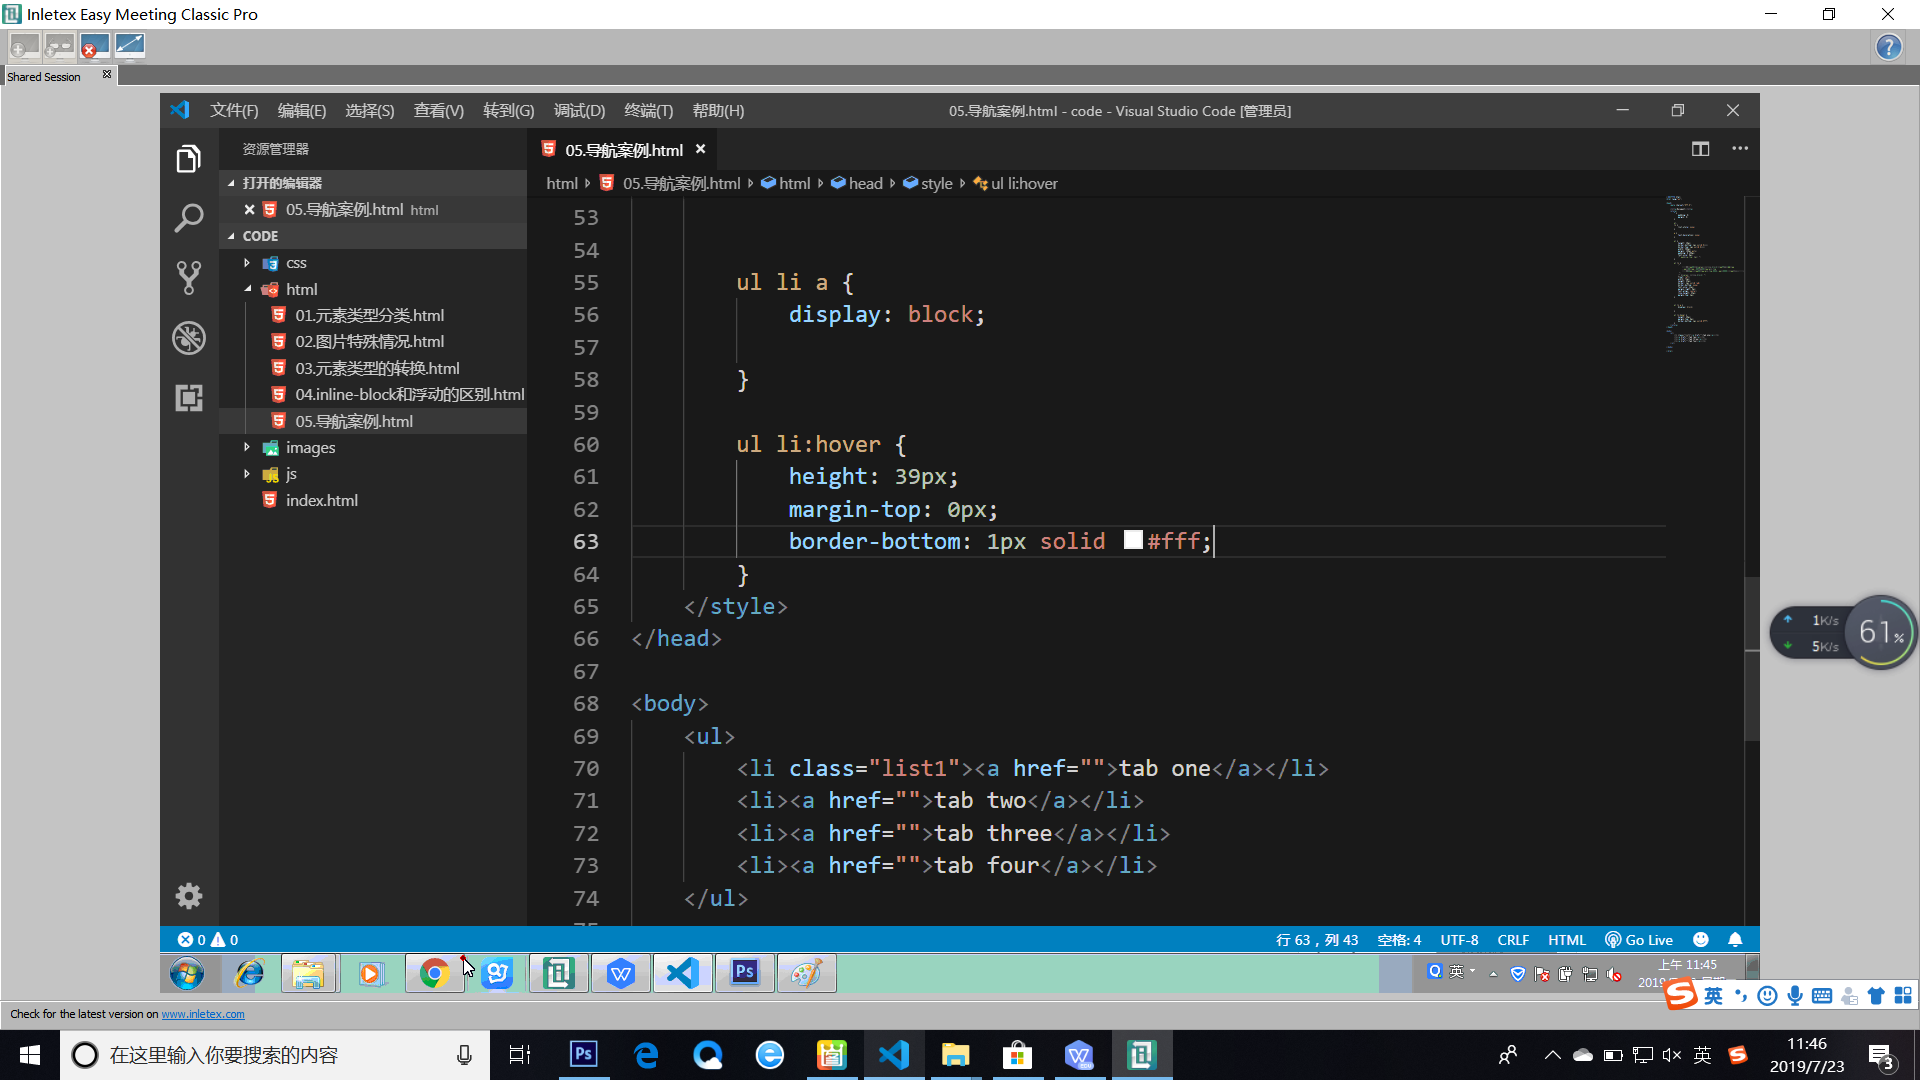 Inletex Easy Meeting Classic Pro
Shared Session
文件(F) 编辑(E) 选择(S) 查看(V) 转到(G) 调试(D) 终端(T) 帮助(H) 05.导航案例.html - code - Visual Studio Code [管理员]
资源管理器
05.导航案例.html
打开的编辑器
html 05.导航案例.html html head style ul li:hover
05.导航案例.html html
CODE
css
html
01.元素类型分类.html
02.图片特殊情况.html
03.元素类型的转换.html
04.inline-block和浮动的区别.html
05.导航案例.html
images
js
index.html
53
54
55 ul li a {
56 display: block;
57
58 }
59
60 ul li:hover {
61 height: 39px;
62 margin-top: 0px;
63 border-bottom: 1px solid #fff;
64 }
65 </style>
66 </head>
67
68 <body>
69 <ul>
70 <li class="list1"><a href="">tab one</a></li>
71 <li><a href="">tab two</a></li>
72 <li><a href="">tab three</a></li>
73 <li><a href="">tab four</a></li>
74 </ul>
1K/s
5K/s
61%
0 0 行 63，列 43 空格: 4 UTF-8 CRLF HTML Go Live
英 上午 11:45
英
Check for the latest version on www.inletex.com
在这里输入你要搜索的内容
英 11:46
2019/7/23
3